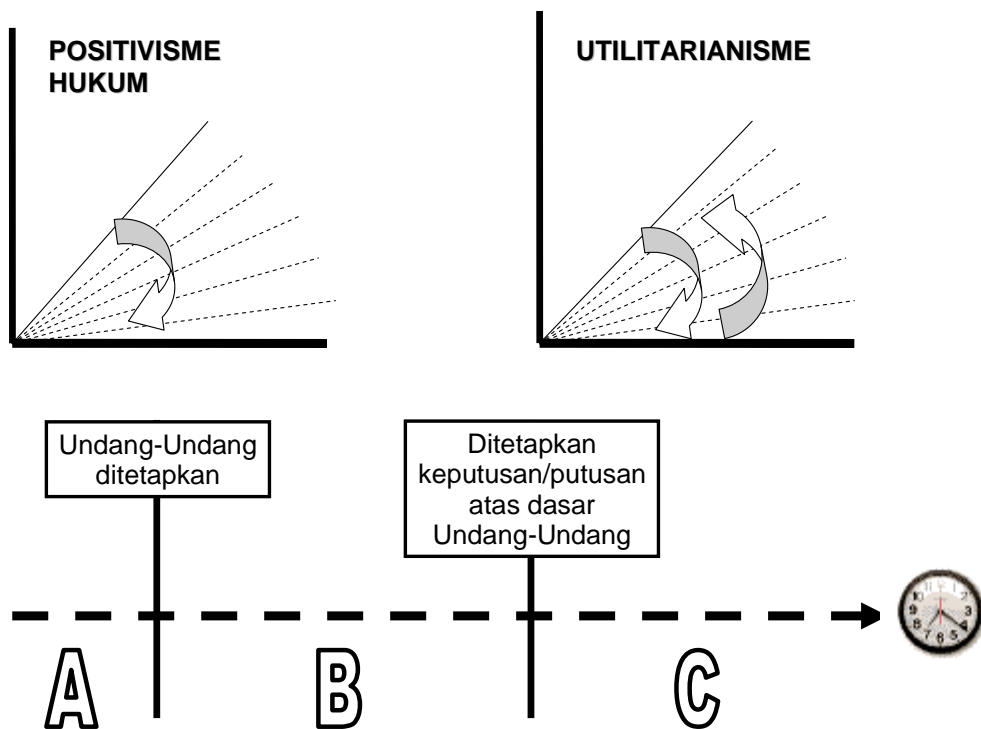 POSITIVISME
HUKUM
UTILITARIANISME
Undang-Undang
ditetapkan
Ditetapkan
keputusan/putusan
atas dasar
Undang-Undang
A
B
C